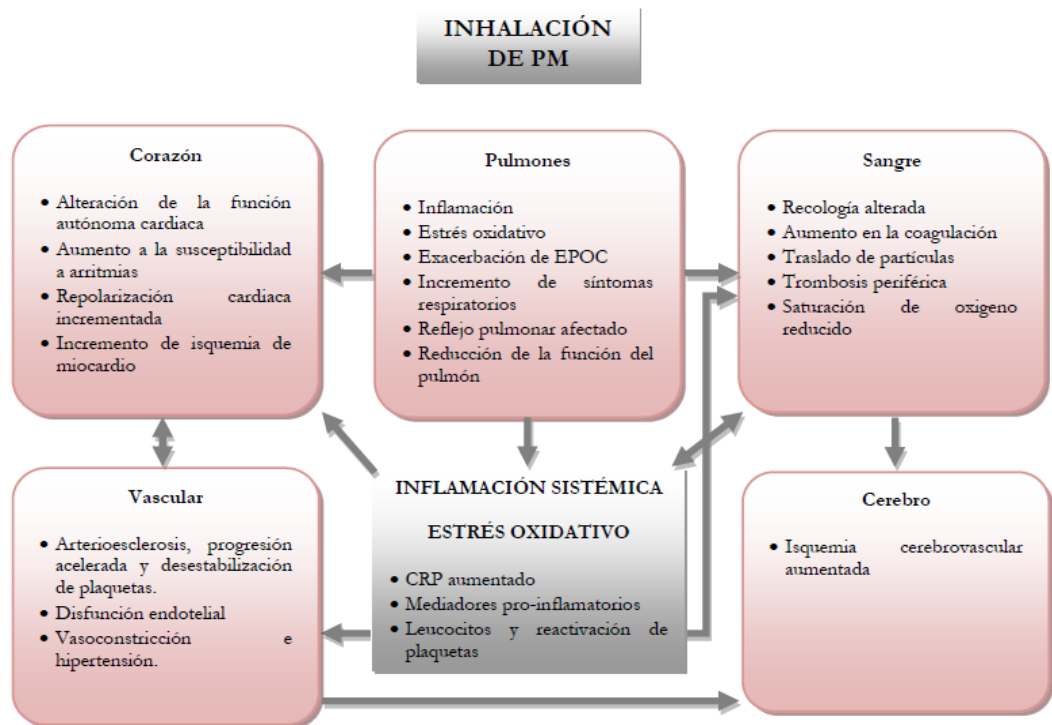 INHALACIÓN
DE PM
Corazón
• Alteración de la función
autónoma cardiaca
• Aumento a la susceptibilidad
a arritmias
• Repolarización cardiaca
incrementada
• Incremento de isquemia de
miocardio
Pulmones
• Inflamación
• Estrés oxidativo
• Exacerbación de EPOC
• Incremento de síntomas
respiratorios
• Reflejo pulmonar afectado
• Reducción de la función del
pulmón
Sangre
• Recología alterada
• Aumento en la coagulación
• Traslado de partículas
• Trombosis periférica
• Saturación de oxigeno
reducido
Vascular
• Arterioesclerosis, progresión
acelerada y desestabilización
de plaquetas.
• Disfunción endotelial
• Vasoconstricción e
hipertensión.
INFLAMACIÓN SISTÉMICA
ESTRÉS OXIDATIVO
• CRP aumentado
• Mediadores pro-inflamatorios
• Leucocitos y reactivación de
plaquetas
Cerebro
• Isquemia cerebrovascular
aumentada